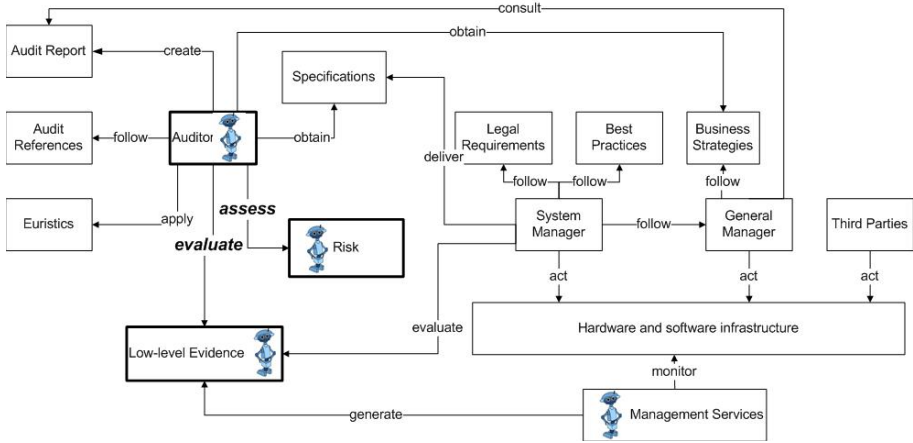 consult
obtain
Audit Report
create
Specifications
Audit
References
follow
Auditor
obtain
Legal
Requirements
Best
Practices
Business
Strategies
deliver
follow
follow
follow
Euristics
apply
assess
evaluate
System
Manager
follow
General
Manager
Third Parties
Risk
act
act
act
evaluate
Hardware and software infrastructure
Low-level Evidence
monitor
generate
Management Services